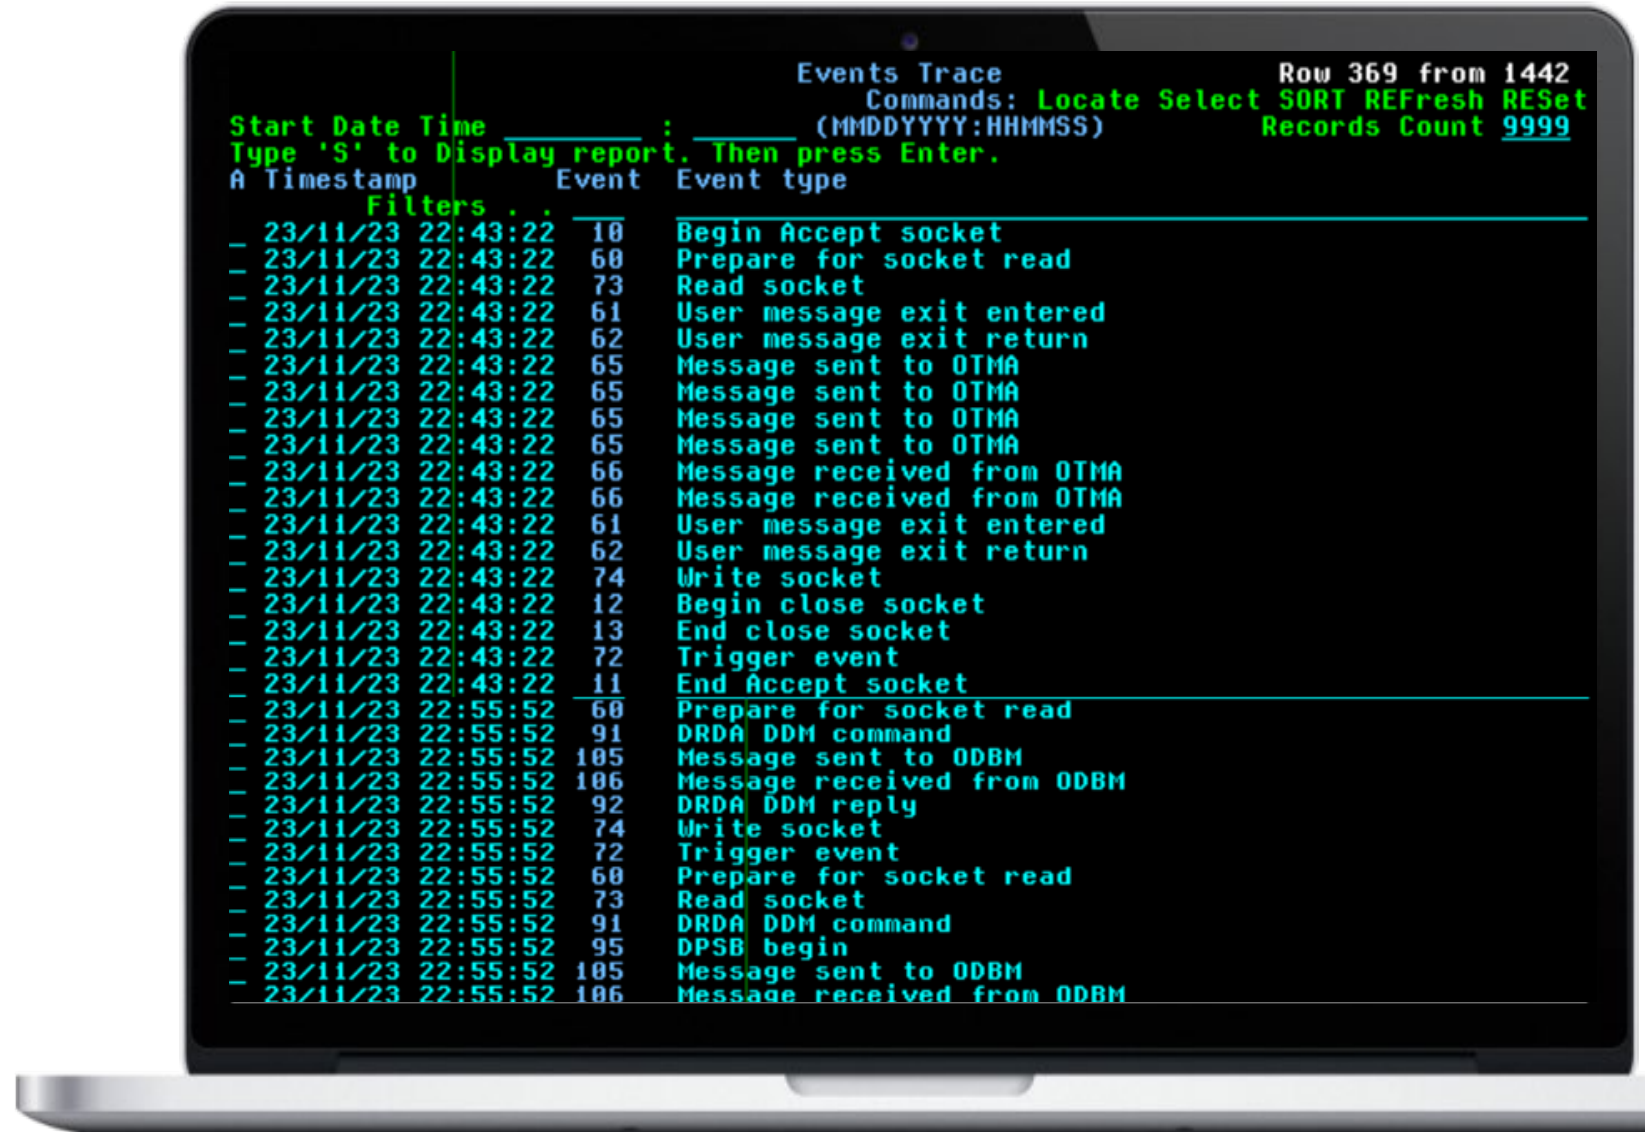 Events Trace Row 369 from 1442
Commands: Locate Select SORT REFresh RESet
Start Date Time ________ : ______ (MMDDYYYY:HHMMSS) Records Count 9999
Type 'S' to Display report. Then press Enter.
A Timestamp Event Event type
Filters . . ___
_ 23/11/23 22:43:22 10 Begin Accept socket
_ 23/11/23 22:43:22 60 Prepare for socket read
_ 23/11/23 22:43:22 73 Read socket
_ 23/11/23 22:43:22 61 User message exit entered
_ 23/11/23 22:43:22 62 User message exit return
_ 23/11/23 22:43:22 65 Message sent to OTMA
_ 23/11/23 22:43:22 65 Message sent to OTMA
_ 23/11/23 22:43:22 65 Message sent to OTMA
_ 23/11/23 22:43:22 65 Message sent to OTMA
_ 23/11/23 22:43:22 66 Message received from OTMA
_ 23/11/23 22:43:22 66 Message received from OTMA
_ 23/11/23 22:43:22 61 User message exit entered
_ 23/11/23 22:43:22 62 User message exit return
_ 23/11/23 22:43:22 74 Write socket
_ 23/11/23 22:43:22 12 Begin close socket
_ 23/11/23 22:43:22 13 End close socket
_ 23/11/23 22:43:22 72 Trigger event
_ 23/11/23 22:43:22 11 End Accept socket
_ 23/11/23 22:55:52 60 Prepare for socket read
_ 23/11/23 22:55:52 91 DRDA DDM command
_ 23/11/23 22:55:52 105 Message sent to ODBM
_ 23/11/23 22:55:52 106 Message received from ODBM
_ 23/11/23 22:55:52 92 DRDA DDM reply
_ 23/11/23 22:55:52 74 Write socket
_ 23/11/23 22:55:52 72 Trigger event
_ 23/11/23 22:55:52 60 Prepare for socket read
_ 23/11/23 22:55:52 73 Read socket
_ 23/11/23 22:55:52 91 DRDA DDM command
_ 23/11/23 22:55:52 95 DPSB begin
_ 23/11/23 22:55:52 105 Message sent to ODBM
23/11/23 22:55:52 106 Message received from ODBM